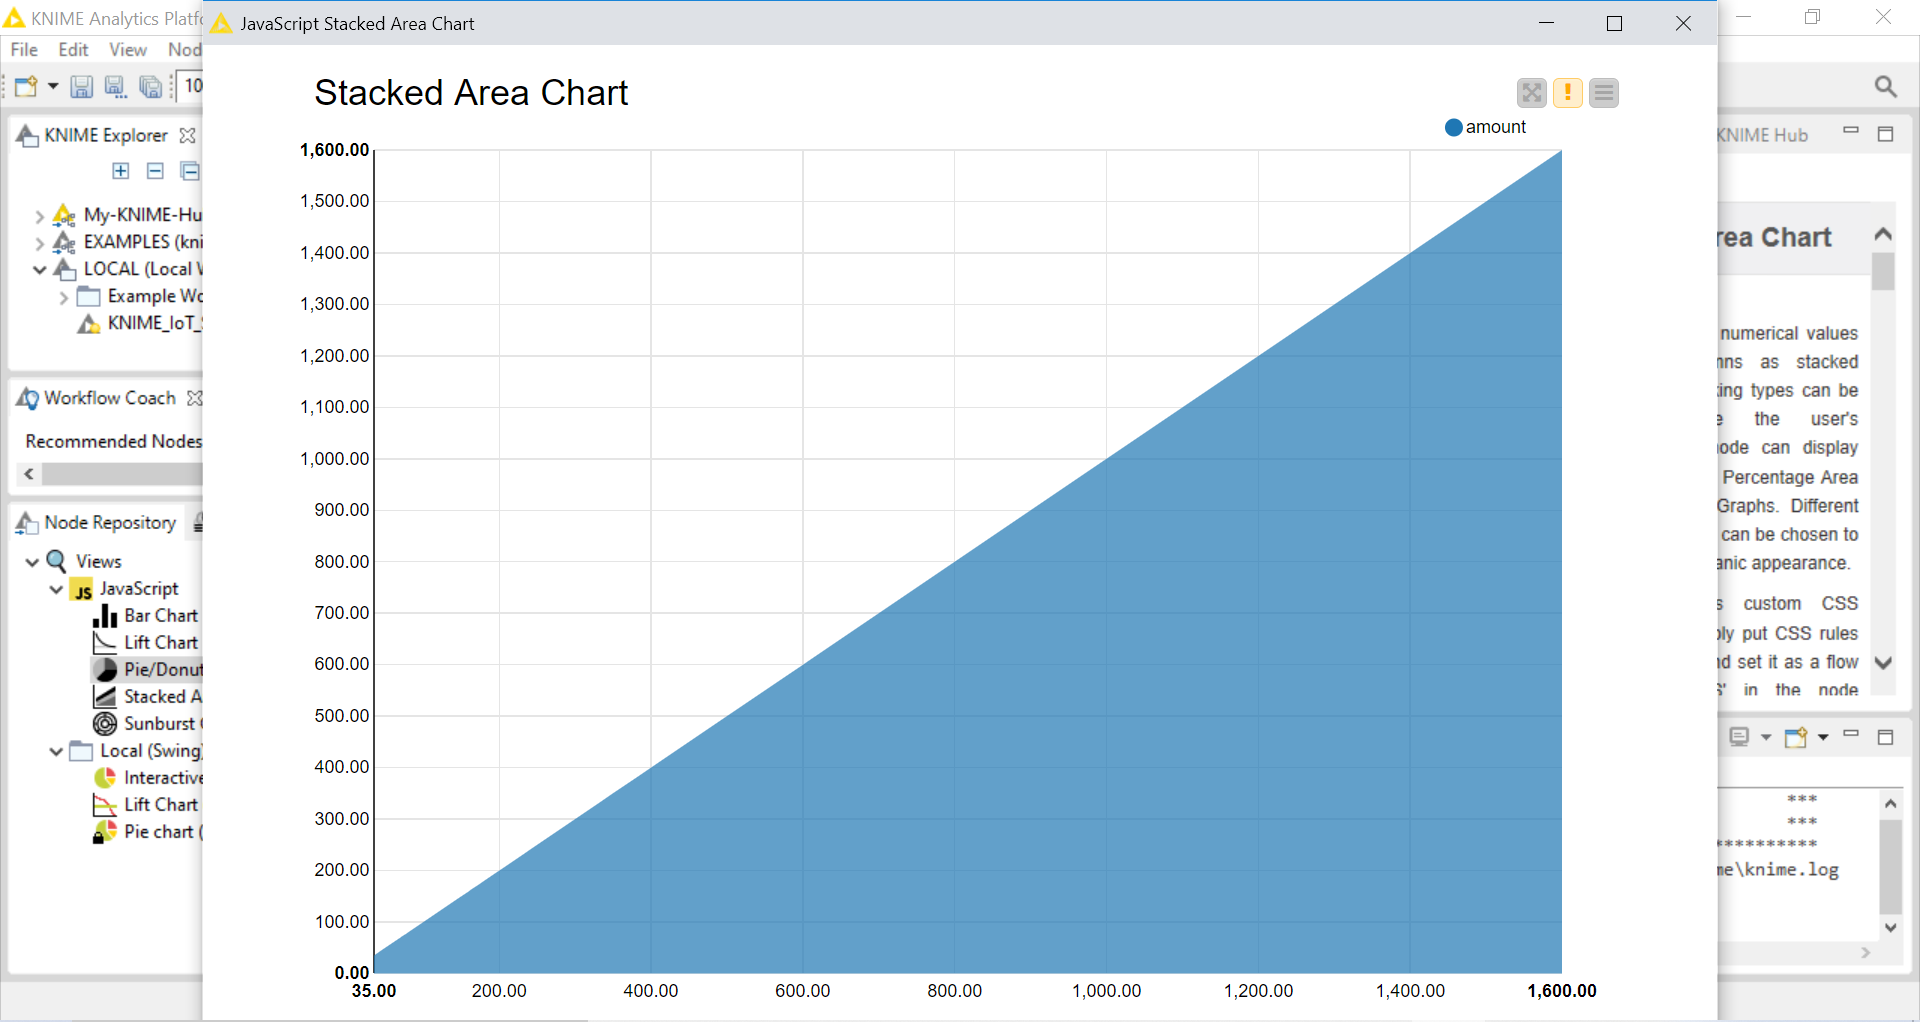 KNIME Analytics Platf
JavaScript Stacked Area Chart
File Edit View Nod
10
KNIME Explorer
My-KNIME-Hu
EXAMPLES (kni
LOCAL (Local
Example Wo
KNIME_IoT_
Workflow Coach
Recommended Nodes
Node Repository
Views
JS JavaScript
Bar Chart
Lift Chart
Pie/Donut
Stacked A
Sunburst
Local (Swing)
Interactive
Lift Chart
Pie chart (
Stacked Area Chart
!
amount
1,600.00
1,500.00
1,400.00
1,300.00
1,200.00
1,100.00
1,000.00
900.00
800.00
700.00
600.00
500.00
400.00
300.00
200.00
100.00
0.00
35.00 200.00 400.00 600.00 800.00 1,000.00 1,200.00 1,400.00 1,600.00
KNIME Hub
rea Chart
numerical values
mns as stacked
king types can be
the user's
ode can display
Percentage Area
Graphs. Different
can be chosen to
anic appearance.
s custom CSS
ply put CSS rules
nd set it as a flow
S' in the node
***
***
**********
me\knime.log